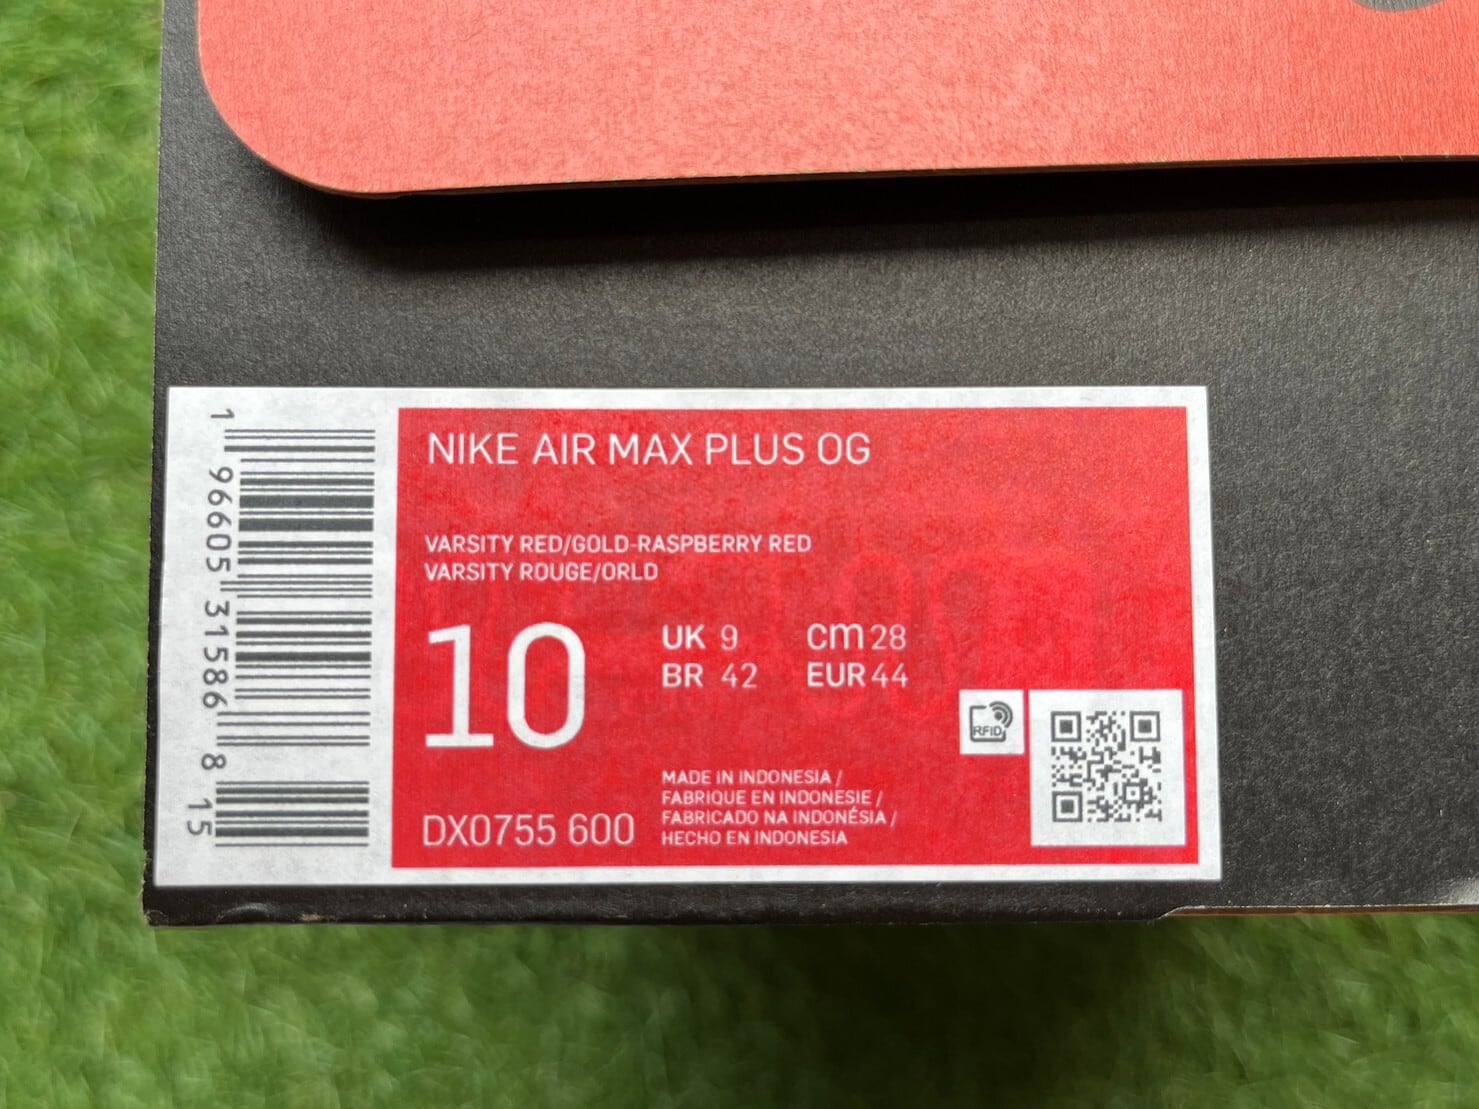 NIKE AIR MAX PLUS OG
VARSITY RED/GOLD-RASPBERRY RED
VARSITY ROUGE/ORLD
10
UK 9 cm 28
BR 42 EUR 44
RFID
DX0755 600
MADE IN INDONESIA /
FABRIQUE EN INDONESIE /
FABRICADO NA INDONÉSIA /
HECHO EN INDONESIA
1 96605 31586 8 15